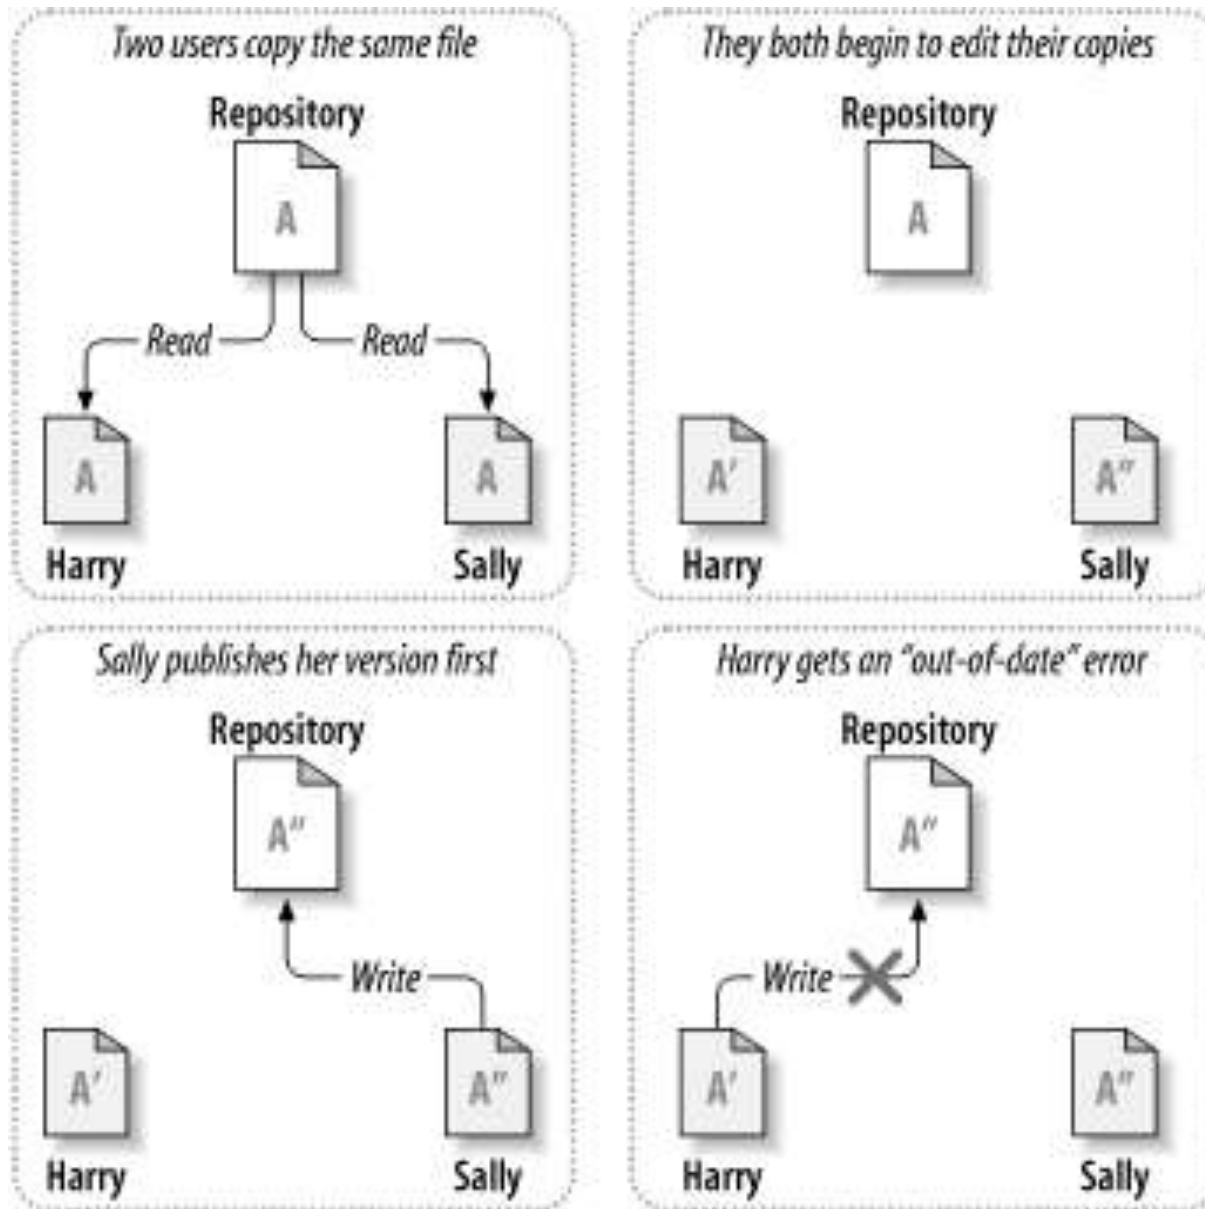 Two users copy the same file
Repository
A
Read
Read
A
A
Harry
Sally
They both begin to edit their copies
Repository
A
A'
A"
Harry
Sally
Sally publishes her version first
Repository
A"
Write
A'
A"
Harry
Sally
Harry gets an “out-of-date” error
Repository
A"
Write
A'
A"
Harry
Sally